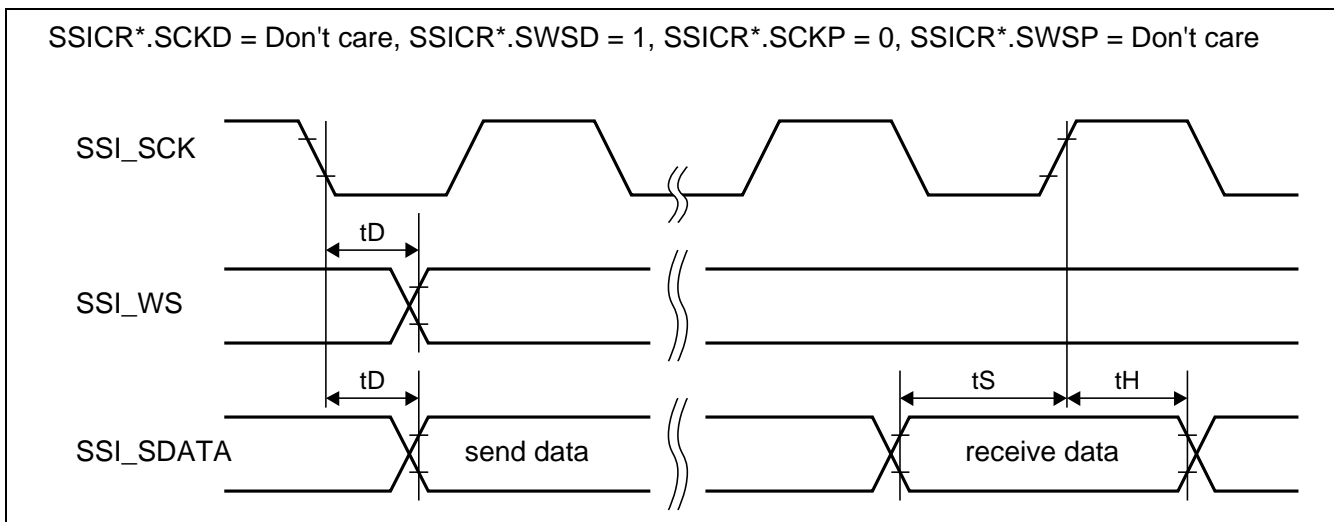 SSICR*.SCKD = Don't care, SSICR*.SWSD = 1, SSICR*.SCKP = 0, SSICR*.SWSP = Don't care
SSI_SCK
tD
SSI_WS
tD
tS
tH
SSI_SDATA
send data
receive data